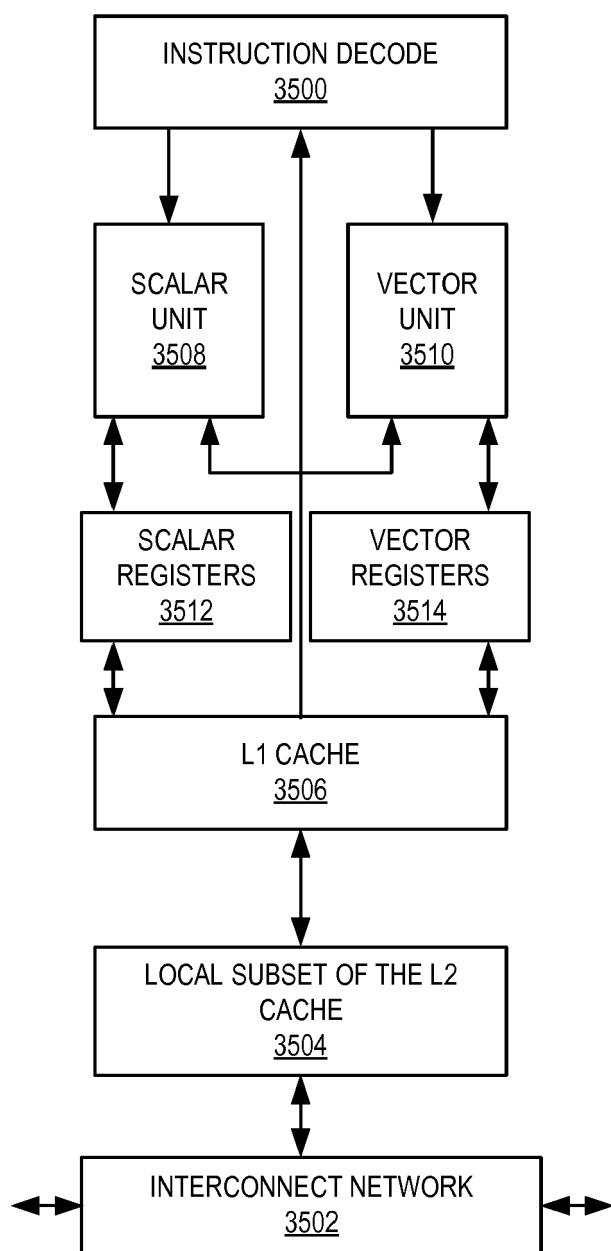 INSTRUCTION DECODE
3500
SCALAR
UNIT
3508
VECTOR
UNIT
3510
SCALAR
REGISTERS
3512
VECTOR
REGISTERS
3514
L1 CACHE
3506
LOCAL SUBSET OF THE L2
CACHE
3504
INTERCONNECT NETWORK
3502